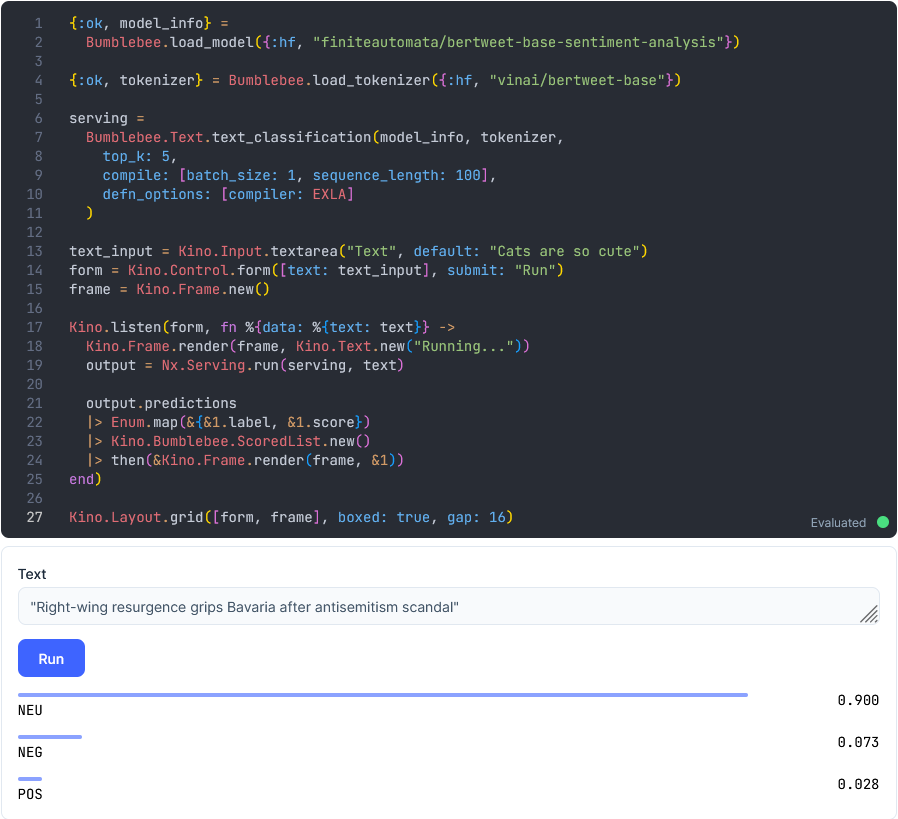 1 {:ok, model_info} =
2   Bumblebee.load_model({:hf, "finiteautomata/bertweet-base-sentiment-analysis"})
3
4 {:ok, tokenizer} = Bumblebee.load_tokenizer({:hf, "vinai/bertweet-base"})
5
6 serving =
7   Bumblebee.Text.text_classification(model_info, tokenizer,
8     top_k: 5,
9     compile: [batch_size: 1, sequence_length: 100],
10     defn_options: [compiler: EXLA]
11   )
12
13 text_input = Kino.Input.textarea("Text", default: "Cats are so cute")
14 form = Kino.Control.form([text: text_input], submit: "Run")
15 frame = Kino.Frame.new()
16
17 Kino.listen(form, fn %{data: %{text: text}} ->
18   Kino.Frame.render(frame, Kino.Text.new("Running..."))
19   output = Nx.Serving.run(serving, text)
20
21   output.predictions
22   |> Enum.map(&{&1.label, &1.score})
23   |> Kino.Bumblebee.ScoredList.new()
24   |> then(&Kino.Frame.render(frame, &1))
25 end)
26
27 Kino.Layout.grid([form, frame], boxed: true, gap: 16)
Evaluated
Text
"Right-wing resurgence grips Bavaria after antisemitism scandal"
Run
NEU 0.900
NEG 0.073
POS 0.028